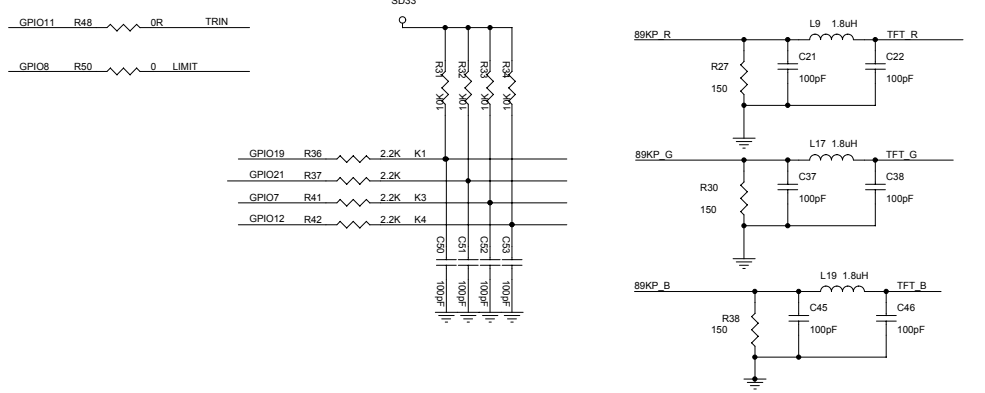 SD33
GPIO11 R48 0R TRIN
GPIO8 R50 0 LIMIT
R31 R32 R33 R34
10K 10K 10K 10K
GPIO19 R36 2.2K K1
GPIO21 R37 2.2K
GPIO7 R41 2.2K K3
GPIO12 R42 2.2K K4
C50 C51 C52 C53
100pF 100pF 100pF 100pF
L9 1.8uH
89KP_R TFT_R
R27 C21 C22
150 100pF 100pF
L17 1.8uH
89KP_G TFT_G
R30 C37 C38
150 100pF 100pF
L19 1.8uH
89KP_B TFT_B
R38 C45 C46
150 100pF 100pF